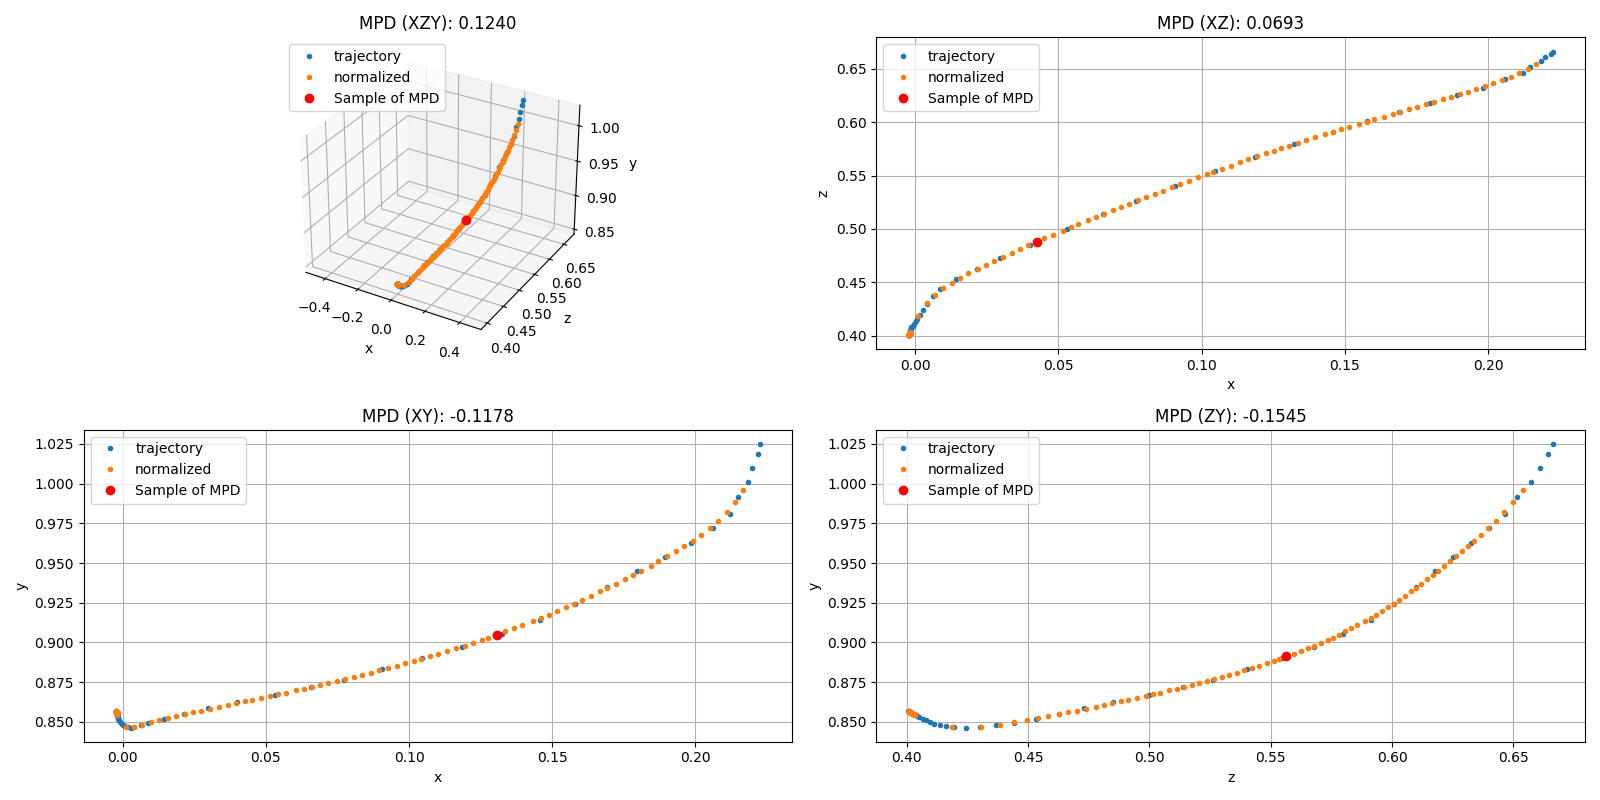 MPD (XZY): 0.1240
trajectory
normalized
Sample of MPD
1.00
0.95
0.90
0.85
y
0.65
0.60
0.55
0.50
0.45
0.40
z
−0.4
−0.2
0.0
0.2
0.4
x
MPD (XZ): 0.0693
trajectory
normalized
Sample of MPD
0.65
0.60
0.55
0.50
0.45
0.40
z
0.00 0.05 0.10 0.15 0.20
x
MPD (XY): -0.1178
trajectory
normalized
Sample of MPD
1.025
1.000
0.975
0.950
0.925
0.900
0.875
0.850
y
0.00 0.05 0.10 0.15 0.20
x
MPD (ZY): -0.1545
trajectory
normalized
Sample of MPD
1.025
1.000
0.975
0.950
0.925
0.900
0.875
0.850
y
0.40 0.45 0.50 0.55 0.60 0.65
z